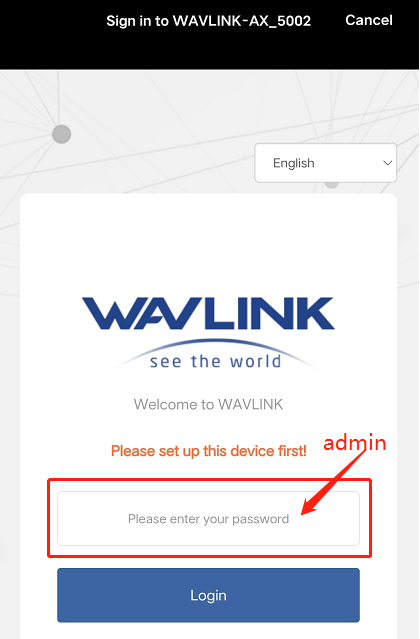 Sign in to WAVLINK-AX_5002 Cancel
English
WAVLINK
see the world
Welcome to WAVLINK
Please set up this device first!
admin
Please enter your password
Login